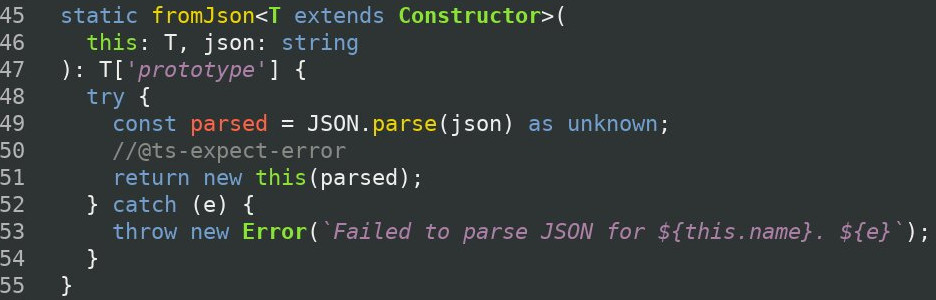 45 static fromJson<T extends Constructor>(
46 this: T, json: string
47 ): T['prototype'] {
48 try {
49 const parsed = JSON.parse(json) as unknown;
50 //@ts-expect-error
51 return new this(parsed);
52 } catch (e) {
53 throw new Error(`Failed to parse JSON for ${this.name}. ${e}`);
54 }
55 }